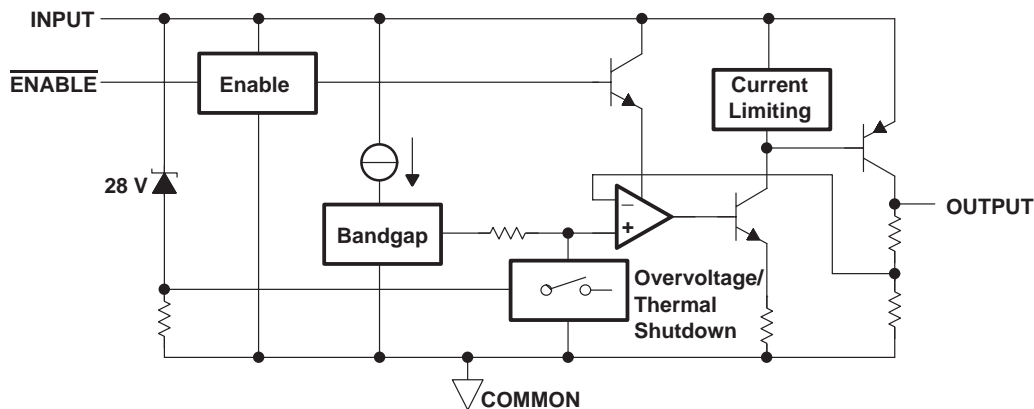 INPUT
ENABLE
Enable
Current
Limiting
28 V
−
+
OUTPUT
Bandgap
Overvoltage/
Thermal
Shutdown
COMMON